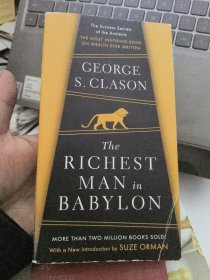 The Success Secrets
of the Ancients
THE MOST INSPIRING BOOK
ON WEALTH EVER WRITTEN
GEORGE
S. CLASON
The
RICHEST
MAN in
BABYLON
MORE THAN TWO MILLION BOOKS SOLD!
With a New Introduction by SUZE ORMAN